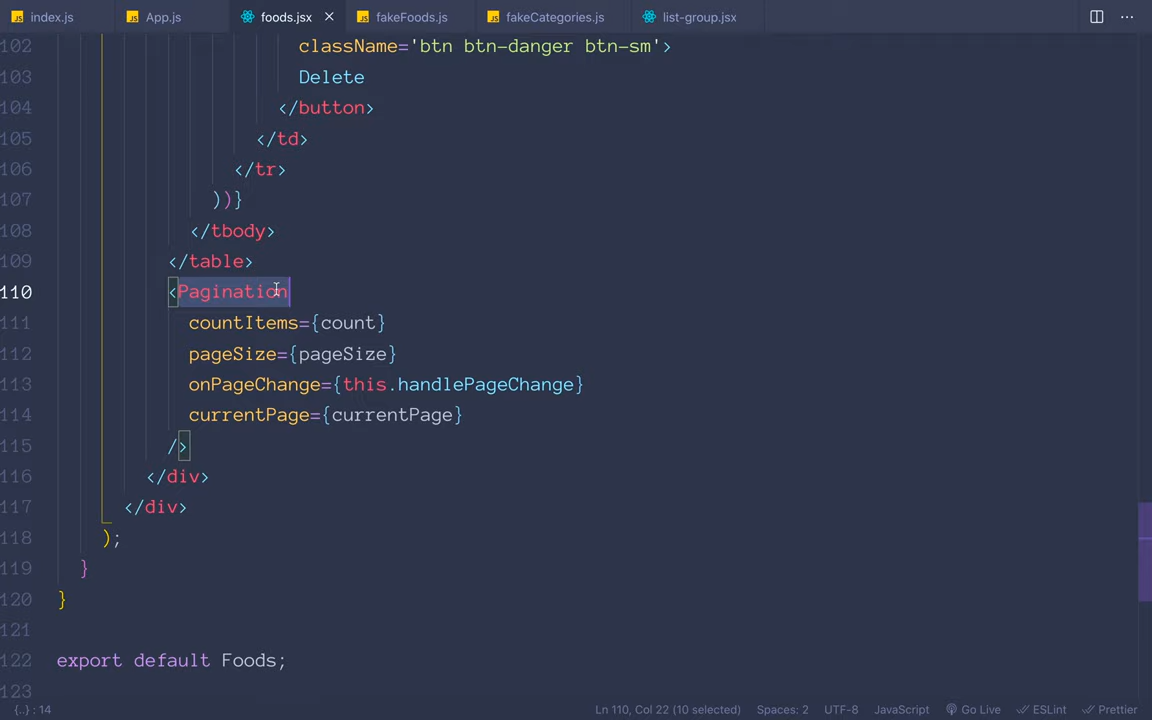 index.js App.js foods.jsx fakeFoods.js fakeCategories.js list-group.jsx
102 className='btn btn-danger btn-sm'>
103 Delete
104 </button>
105 </td>
106 </tr>
107 ))}
108 </tbody>
109 </table>
110 <Pagination
111 countItems={count}
112 pageSize={pageSize}
113 onPageChange={this.handlePageChange}
114 currentPage={currentPage}
115 />
116 </div>
117 </div>
118 );
119 }
120 }
121
122 export default Foods;
123
{..} : 14 Ln 110, Col 22 (10 selected) Spaces: 2 UTF-8 JavaScript Go Live ESLint Prettier